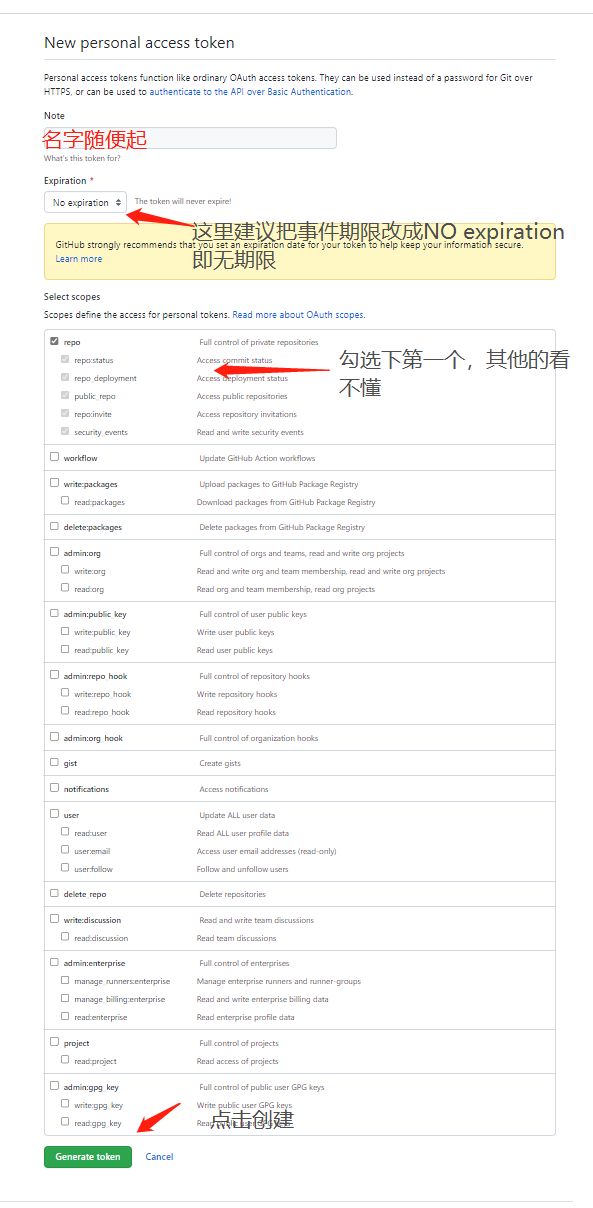 New personal access token
Personal access tokens function like ordinary OAuth access tokens. They can be used instead of a password for Git over
HTTPS, or can be used to authenticate to the API over Basic Authentication.
Note
名字随便起
What's this token for?
Expiration *
No expiration The token will never expire!
这里建议把事件期限改成NO expiration
即无期限
GitHub strongly recommends that you set an expiration date for your token to help keep your information secure.
Learn more
Select scopes
Scopes define the access for personal tokens. Read more about OAuth scopes.
repo Full control of private repositories
repo:status Access commit status
勾选下第一个，其他的看
不懂
repo_deployment Access deployment status
public_repo Access public repositories
repo:invite Access repository invitations
security_events Read and write security events
workflow Update GitHub Action workflows
write:packages Upload packages to GitHub Package Registry
read:packages Download packages from GitHub Package Registry
delete:packages Delete packages from GitHub Package Registry
admin:org Full control of orgs and teams, read and write org projects
write:org Read and write org and team membership, read and write org projects
read:org Read org and team membership, read org projects
admin:public_key Full control of user public keys
write:public_key Write user public keys
read:public_key Read user public keys
admin:repo_hook Full control of repository hooks
write:repo_hook Write repository hooks
read:repo_hook Read repository hooks
admin:org_hook Full control of organization hooks
gist Create gists
notifications Access notifications
user Update ALL user data
read:user Read ALL user profile data
user:email Access user email addresses (read-only)
user:follow Follow and unfollow users
delete_repo Delete repositories
write:discussion Read and write team discussions
read:discussion Read team discussions
admin:enterprise Full control of enterprises
manage_runners:enterprise Manage enterprise runners and runner-groups
manage_billing:enterprise Read and write enterprise billing data
read:enterprise Read enterprise profile data
project Full control of projects
read:project Read access of projects
admin:gpg_key Full control of public user GPG keys
write:gpg_key Write public user GPG keys
read:gpg_key Read public user GPG keys
点击创建
Generate token Cancel